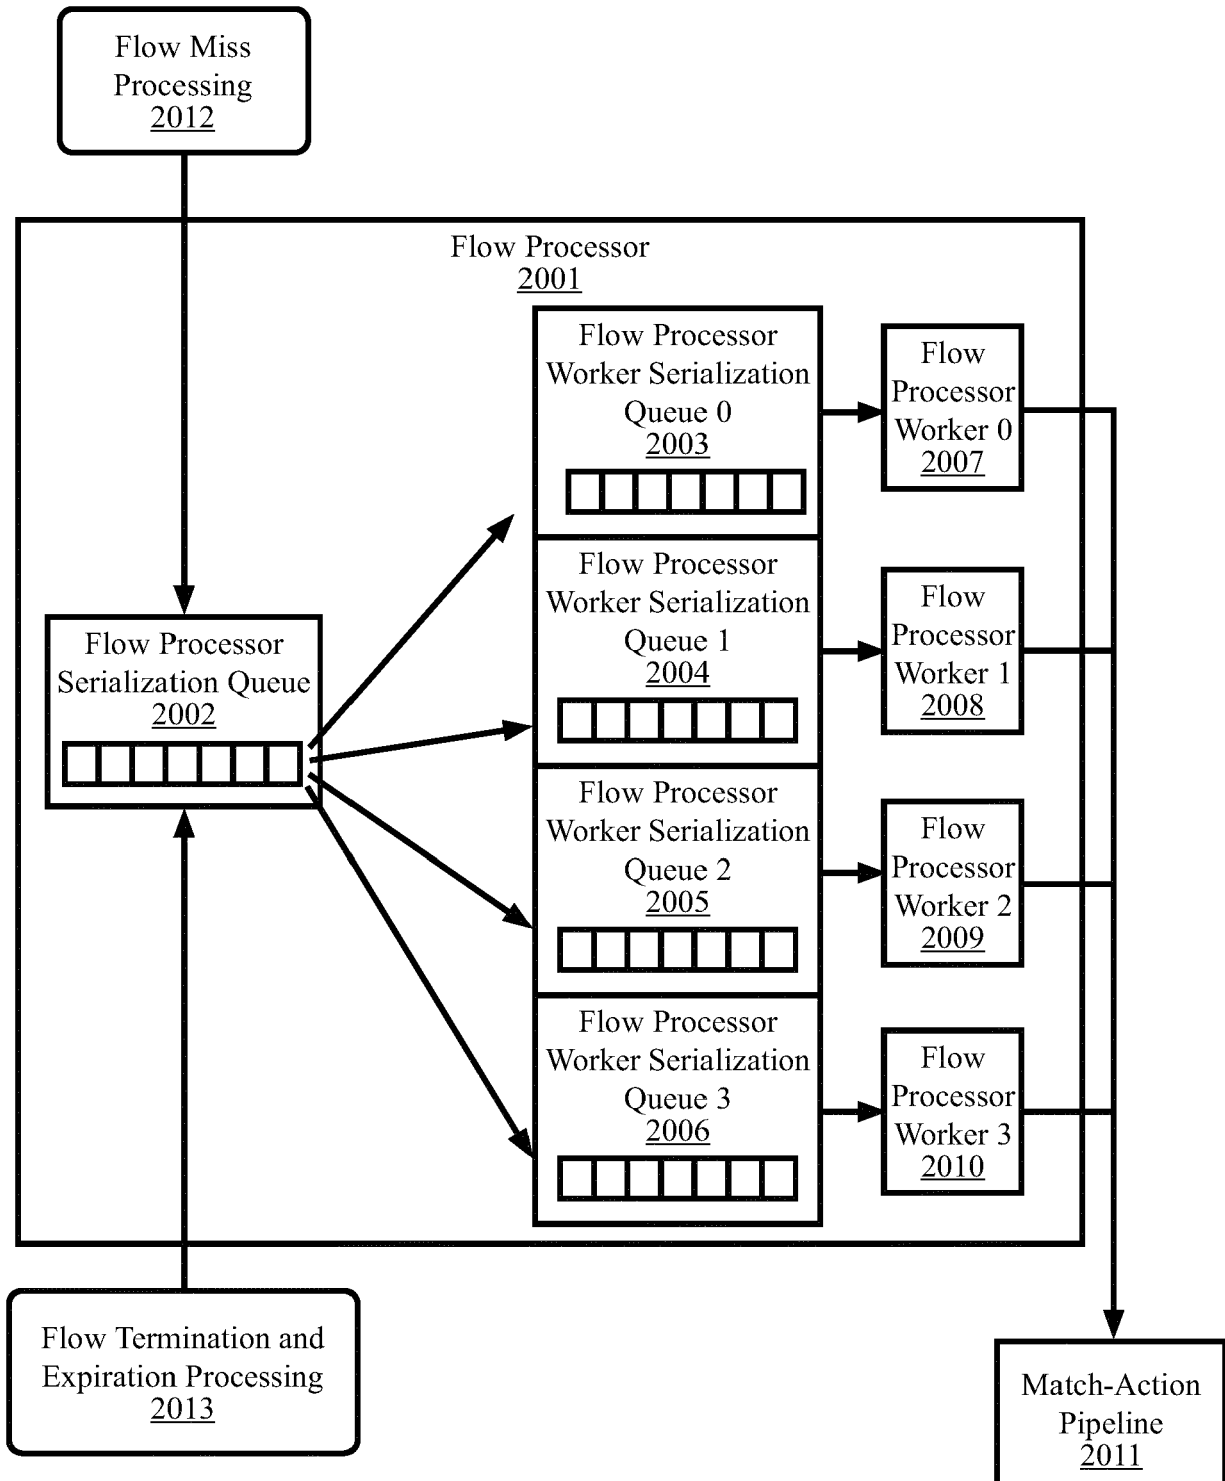 Flow Miss
Processing
2012
Flow Processor
2001
Flow Processor
Worker Serialization
Queue 0
2003
Flow
Processor
Worker 0
2007
Flow Processor
Worker Serialization
Queue 1
2004
Flow
Processor
Worker 1
2008
Flow Processor
Serialization Queue
2002
Flow Processor
Worker Serialization
Queue 2
2005
Flow
Processor
Worker 2
2009
Flow Processor
Worker Serialization
Queue 3
2006
Flow
Processor
Worker 3
2010
Flow Termination and
Expiration Processing
2013
Match-Action
Pipeline
2011